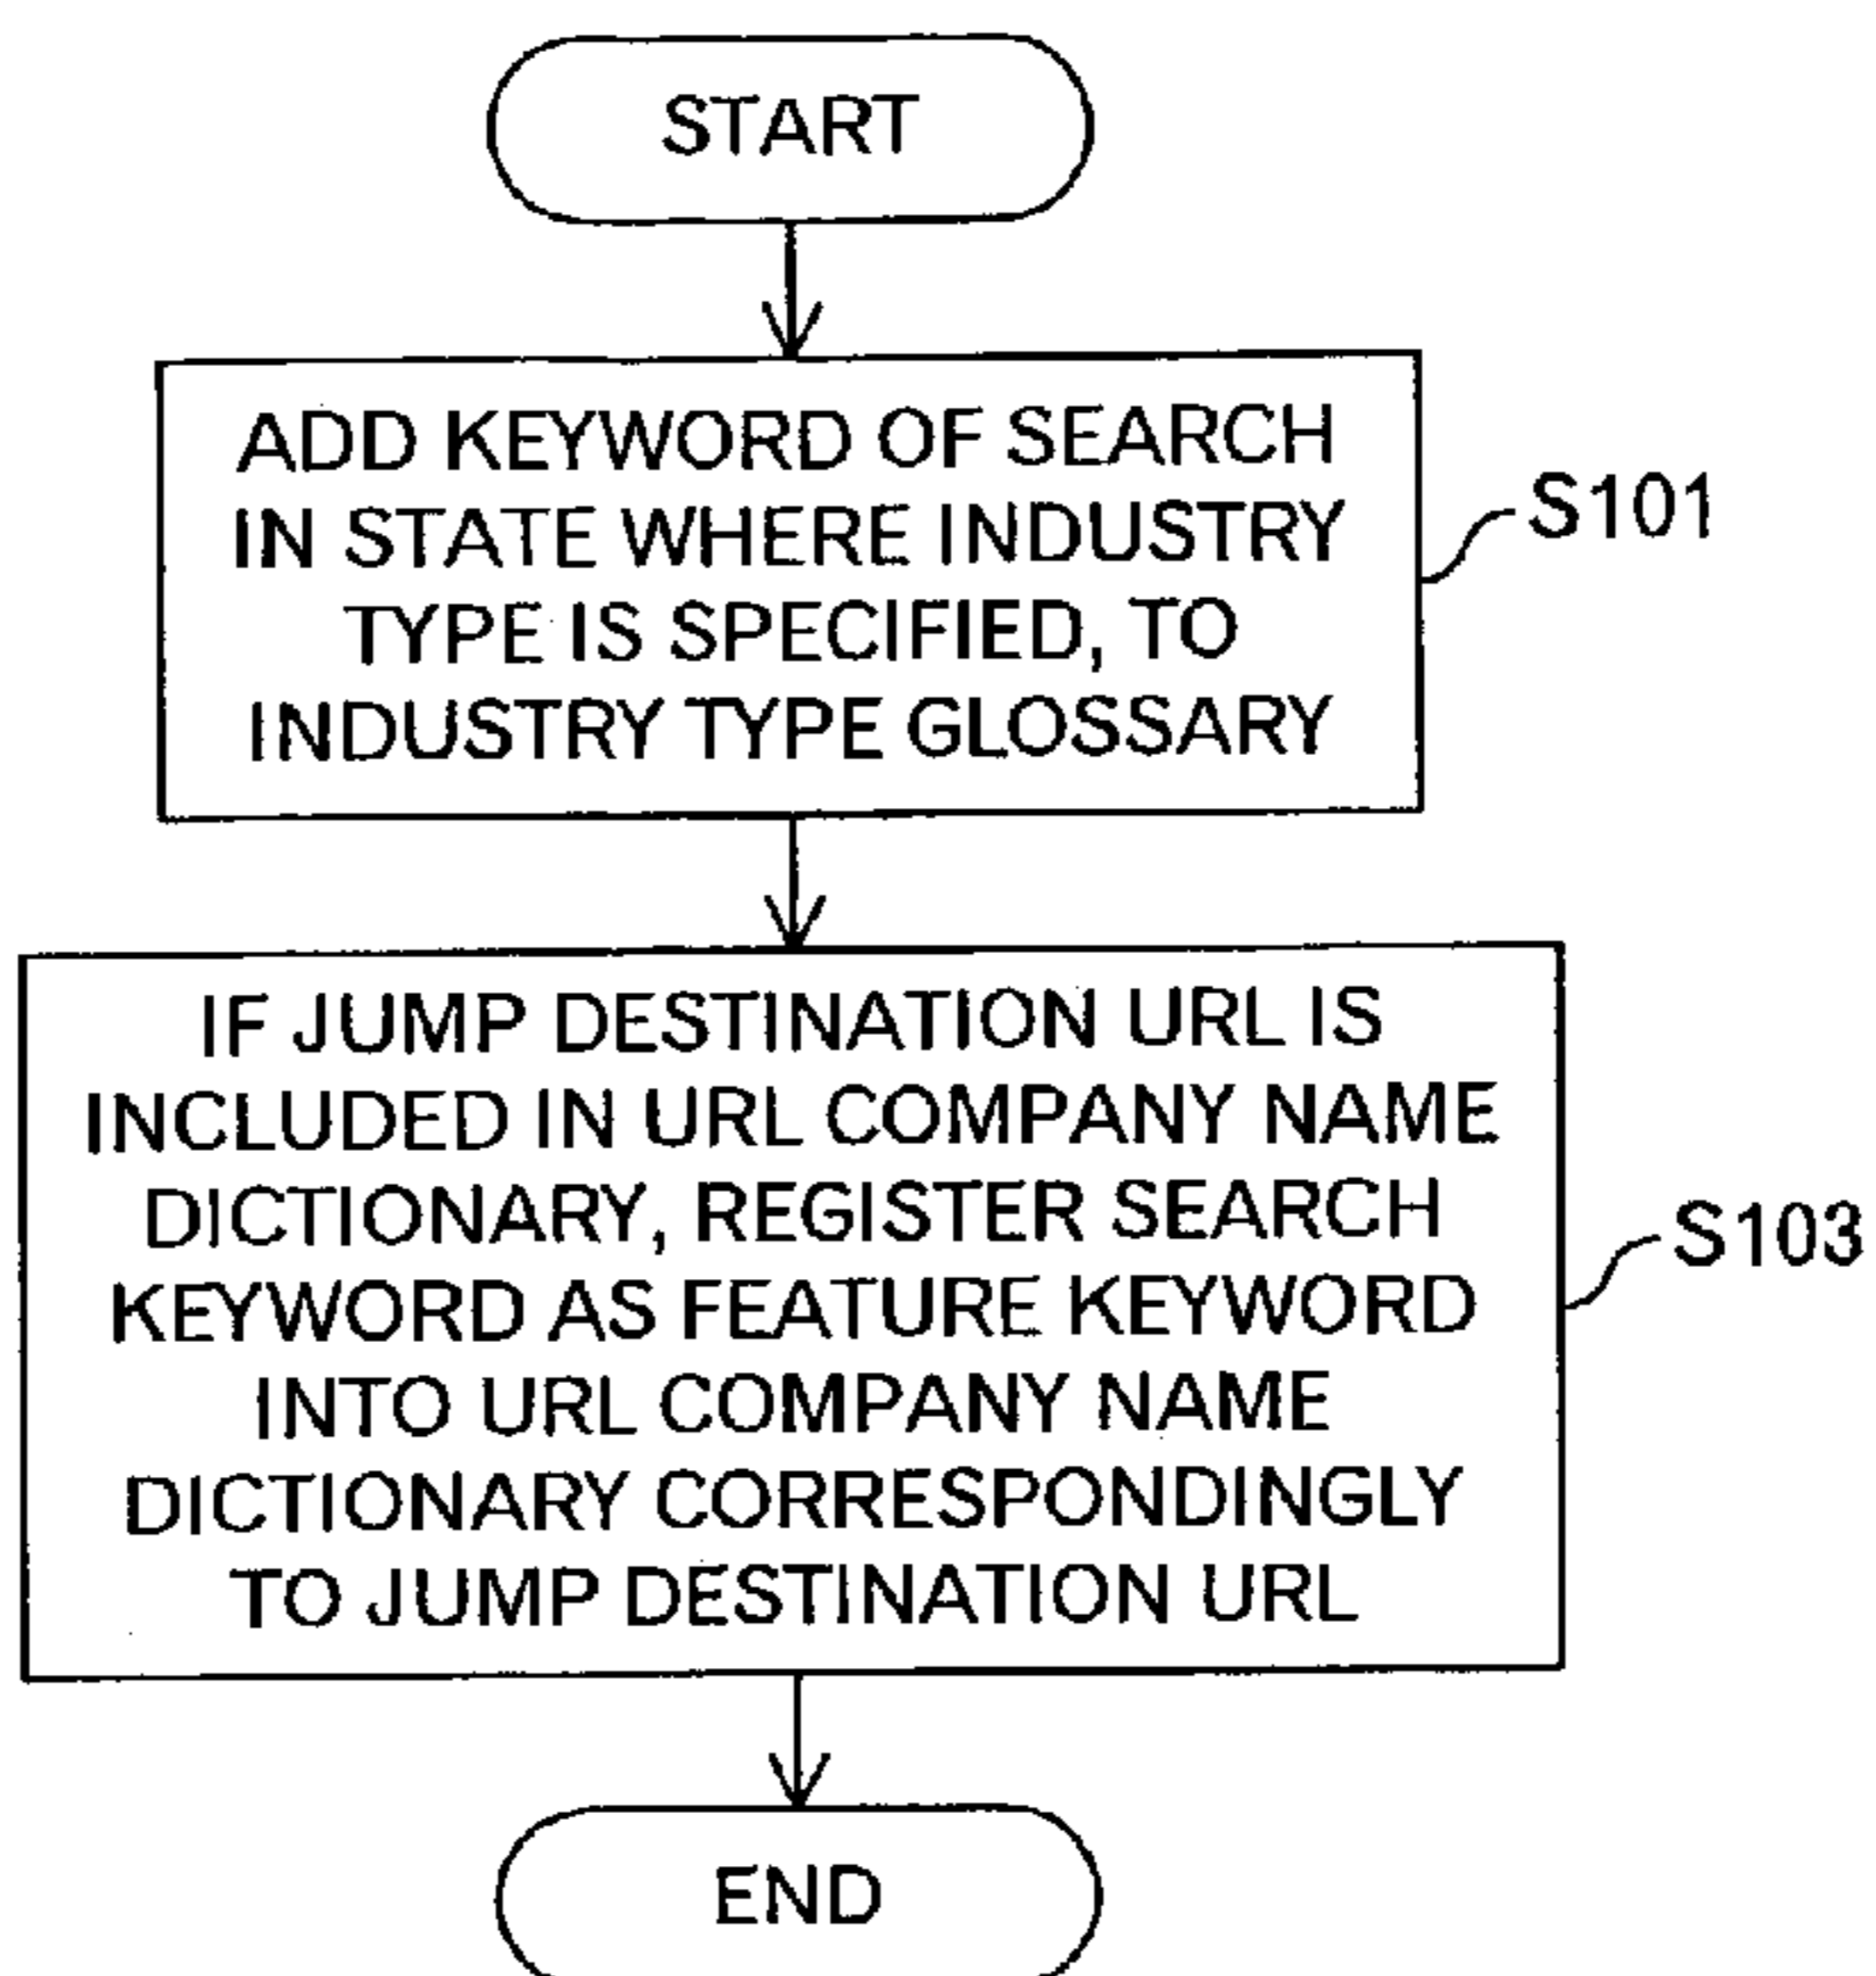 START
ADD KEYWORD OF SEARCH
IN STATE WHERE INDUSTRY
TYPE IS SPECIFIED, TO
INDUSTRY TYPE GLOSSARY
S101
IF JUMP DESTINATION URL IS
INCLUDED IN URL COMPANY NAME
DICTIONARY, REGISTER SEARCH
KEYWORD AS FEATURE KEYWORD
INTO URL COMPANY NAME
DICTIONARY CORRESPONDINGLY
TO JUMP DESTINATION URL
S103
END